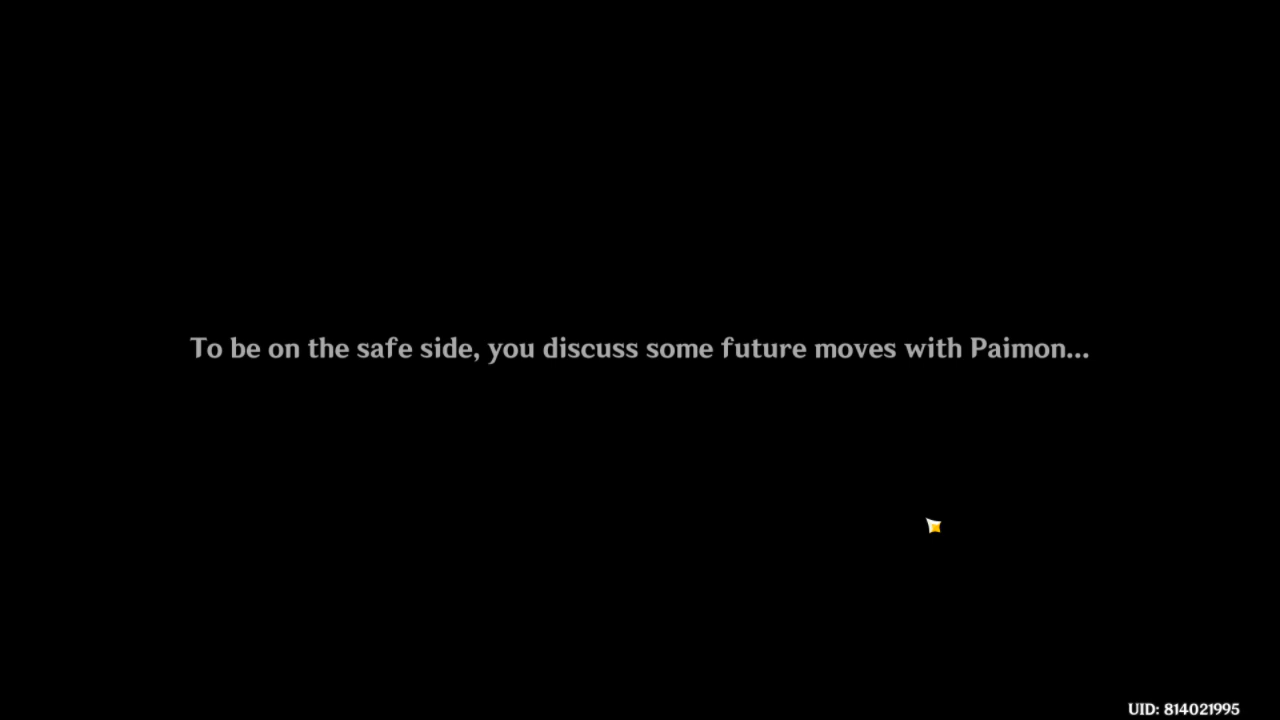 To be on the safe side, you discuss some future moves with Paimon...
UID: 814021995